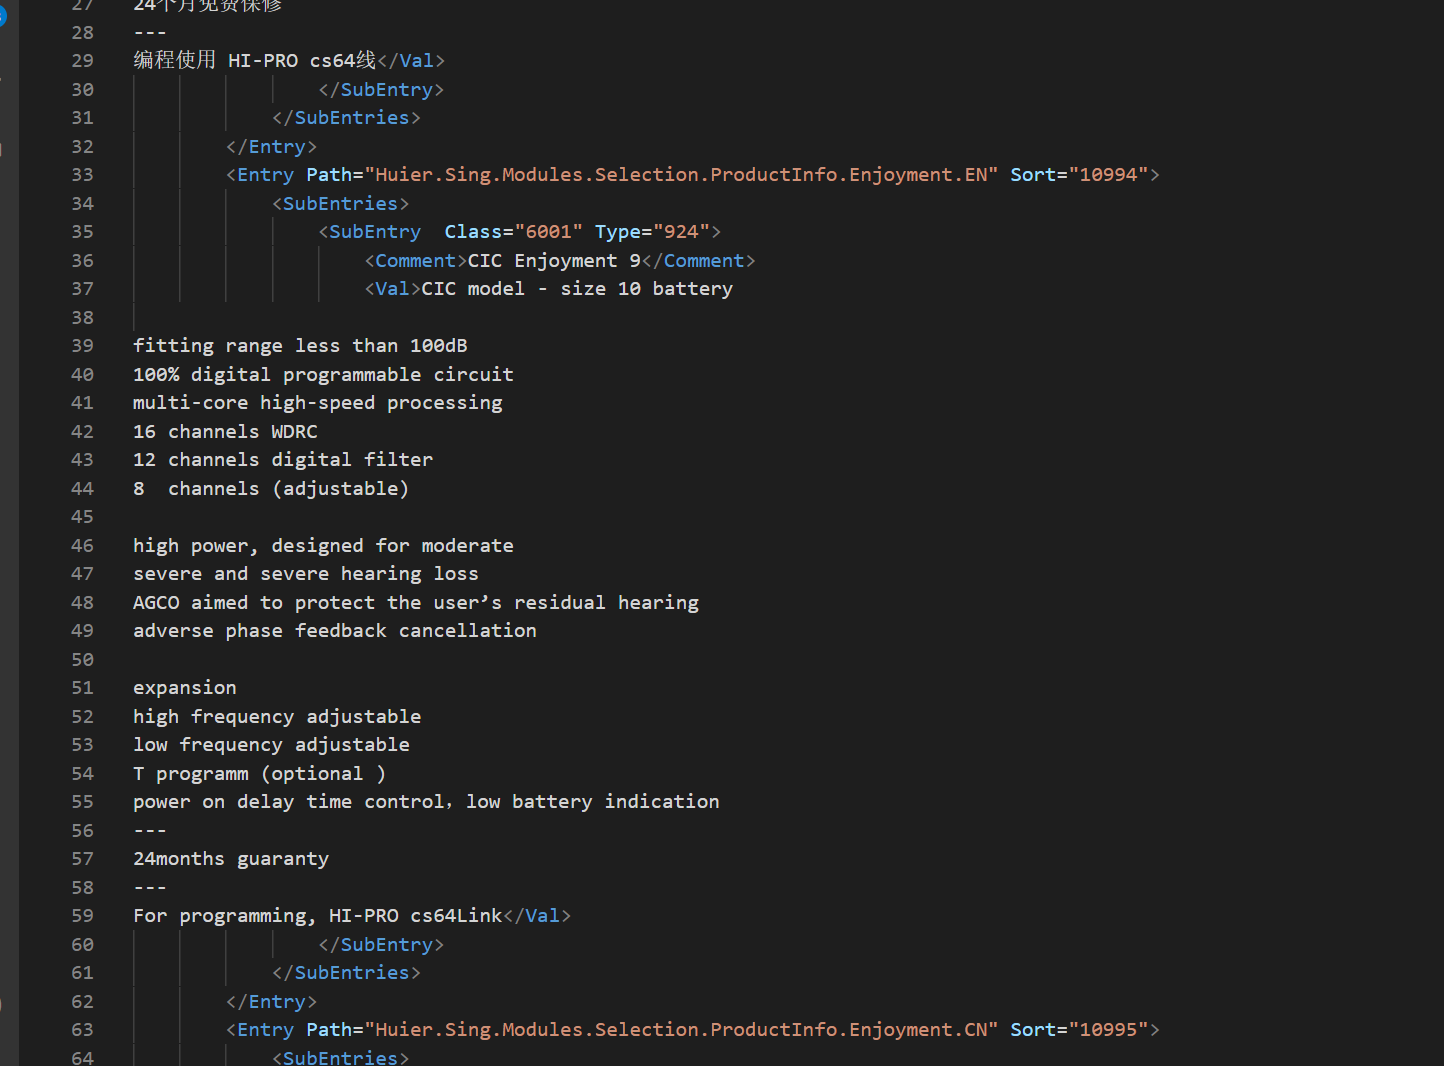 27 24个月免费保修
28 ---
29 编程使用 HI-PRO cs64线</Val>
30 </SubEntry>
31 </SubEntries>
32 </Entry>
33 <Entry Path="Huier.Sing.Modules.Selection.ProductInfo.Enjoyment.EN" Sort="10994">
34 <SubEntries>
35 <SubEntry  Class="6001" Type="924">
36 <Comment>CIC Enjoyment 9</Comment>
37 <Val>CIC model - size 10 battery
38
39 fitting range less than 100dB
40 100% digital programmable circuit
41 multi-core high-speed processing
42 16 channels WDRC
43 12 channels digital filter
44 8  channels (adjustable)
45
46 high power, designed for moderate
47 severe and severe hearing loss
48 AGCO aimed to protect the user’s residual hearing
49 adverse phase feedback cancellation
50
51 expansion
52 high frequency adjustable
53 low frequency adjustable
54 T programm (optional )
55 power on delay time control，low battery indication
56 ---
57 24months guaranty
58 ---
59 For programming, HI-PRO cs64Link</Val>
60 </SubEntry>
61 </SubEntries>
62 </Entry>
63 <Entry Path="Huier.Sing.Modules.Selection.ProductInfo.Enjoyment.CN" Sort="10995">
64 <SubEntries>